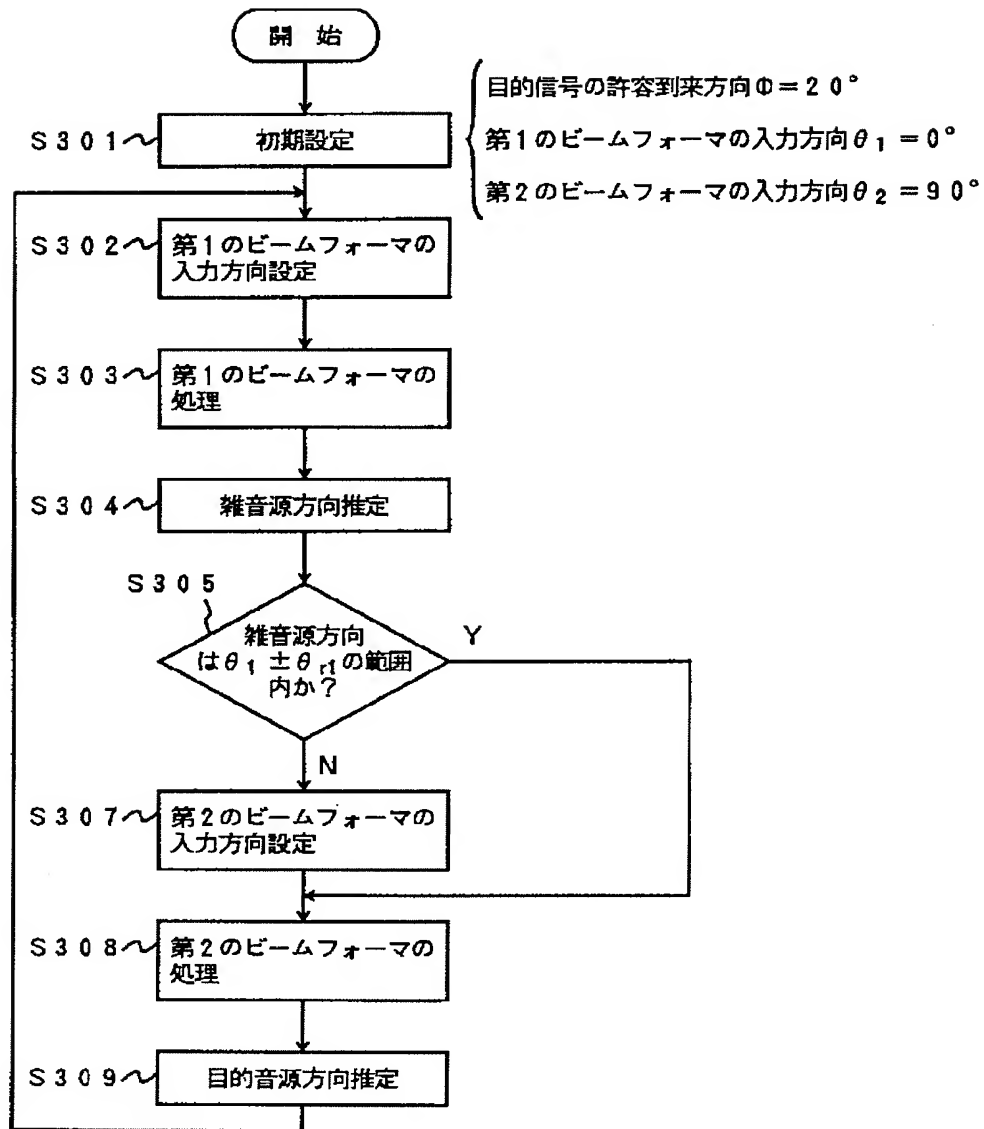 開 始
目的信号の許容到来方向Φ=20°
S301
初期設定
第1のビームフォーマの入力方向θ1=0°
第2のビームフォーマの入力方向θ2=90°
S302
第1のビームフォーマの
入力方向設定
S303
第1のビームフォーマの
処理
S304
雑音源方向推定
S305
雑音源方向
はθ1±θr1の範囲
内か?
Y
N
S307
第2のビームフォーマの
入力方向設定
S308
第2のビームフォーマの
処理
S309
目的音源方向推定